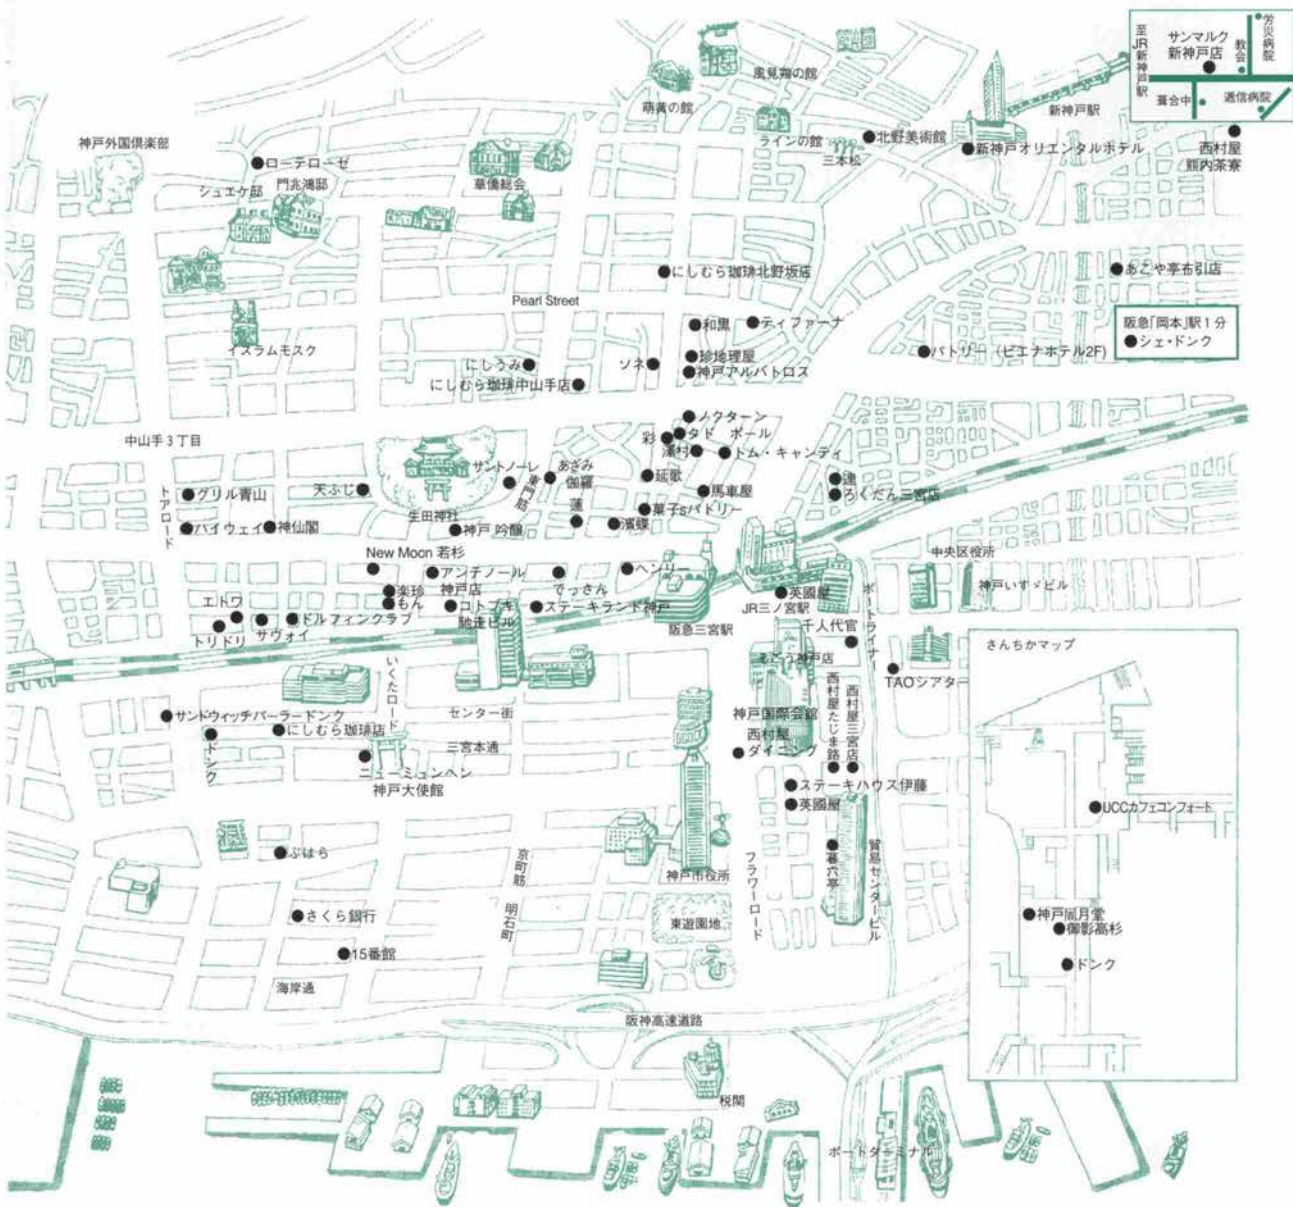 至JR新神戸駅
サンマルク
新神戸店
教会
労災病院
葺合中
逓信病院
風見鶏の館
萌黄の館
新神戸駅
ラインの館
三本松
北野美術館
新神戸オリエンタルホテル
西村屋
熊内茶寮
神戸外国倶楽部
ローテローゼ
シュエケ邸
門兆鴻邸
華僑総会
にしむら珈琲北野坂店
あこや亭布引店
Pearl Street
和黒
ティファーナ
阪急「岡本」駅1分
シェ・ドンク
イスラムモスク
にしうみ
ソネ
珍地理屋
神戸アルバトロス
パトリー (ピエナホテル2F)
にしむら珈琲中山手店
ノクターン
中山手3丁目
彩
タド ポール
澤村
トム・キャンティ
サントノーレ
あざみ
伽羅
延歌
トアロード
グリル青山
天ふじ
東門筋
馬車屋
ろくだん三宮店
生田神社
蓮
菓子sパトリー
ハイウェイ
神仙閣
神戸 吟醸
濱蝶
New Moon 若杉
アンテノール
神戸店
でっさん
ヘンリー
中央区役所
神戸いすゞビル
楽珍
もん
コトブキ
馳走ビル
ステーキランド神戸
英國屋
JR三ノ宮駅
ポートライナー
エトワ
ドルフィンクラブ
トリドリ
サヴォイ
阪急三宮駅
千人代官
そごう神戸店
さんちかマップ
TAOシアター
いくたロード
サンドウィッチパーラードンク
センター街
神戸国際会館
西村屋たじま路
西村屋三宮店
ドンク
にしむら珈琲店
三宮本通
西村屋
ダイニング
ニューミュンヘン
神戸大使館
ステーキハウス伊藤
英國屋
UCCカフェコンフォート
ぶはら
京町筋
明石町
神戸市役所
フラワーロード
暮六亭
貿易センタービル
さくら銀行
東遊園地
神戸風月堂
御影高杉
15番館
ドンク
海岸通
阪神高速道路
税関
ポートターミナル